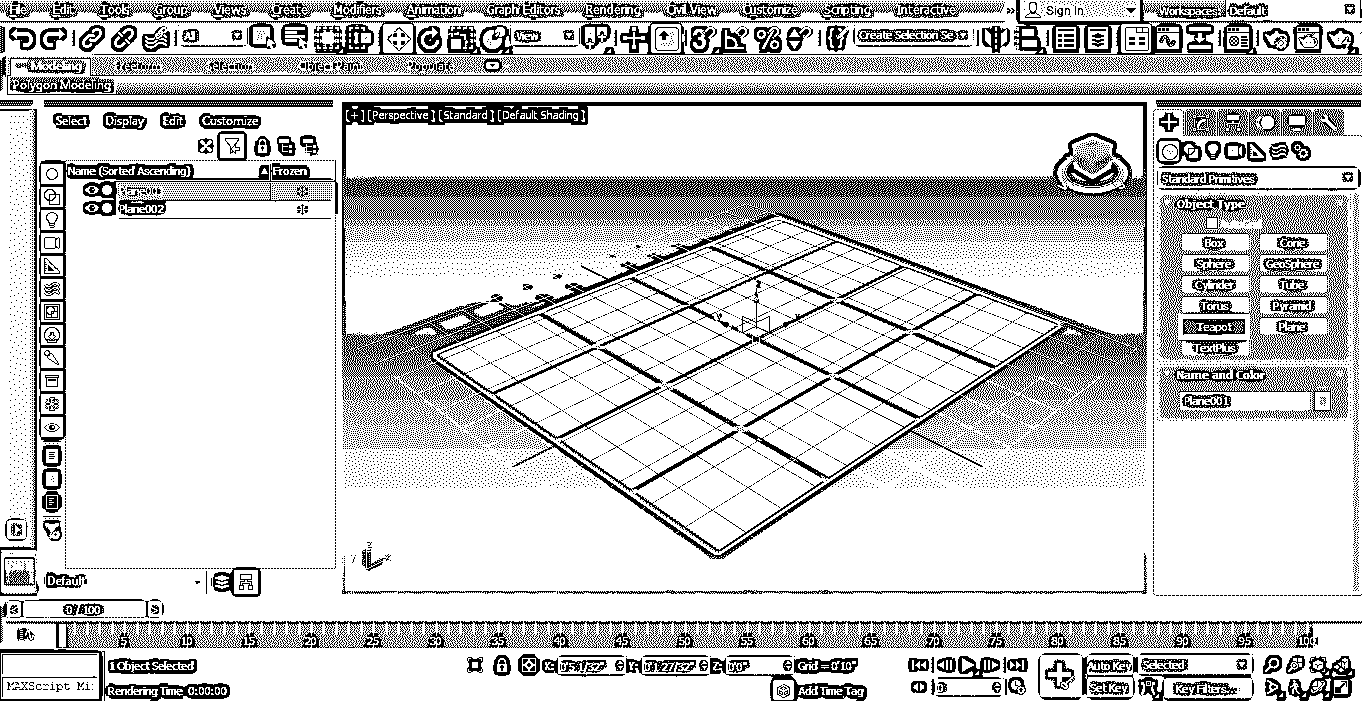 File Edit Tools Group Views Create Modifiers Animation Graph Editors Rendering Civil View Customize Scripting Interactive » Sign In Workspaces: Default
All View Create Selection Se
Modeling Freeform Selection Object Paint Populate
Polygon Modeling
Select Display Edit Customize
Name (Sorted Ascending) Frozen
Plane001
Plane002
[+] [Perspective] [Standard] [Default Shading]
Standard Primitives
Object Type
Box Cone
Sphere GeoSphere
Cylinder Tube
Torus Pyramid
Teapot Plane
TextPlus
Name and Color
Plane001
Default
0 / 100
5 10 15 20 25 30 35 40 45 50 55 60 65 70 75 80 85 90 95 100
1 Object Selected
X: Y: Z: 0'0" Grid = 0'10"
Auto Key Selected
MAXScript Mi
Rendering Time 0:00:00
Add Time Tag
0
Set Key Key Filters...